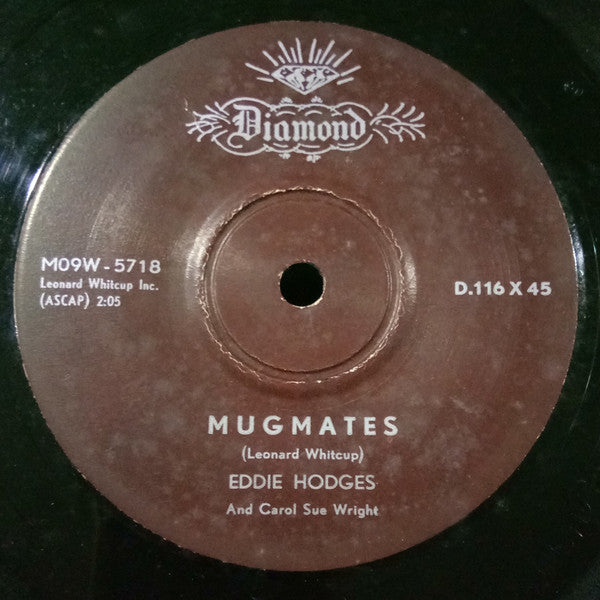 Diamond
M09W-5718
Leonard Whitcup Inc.
(ASCAP) 2:05
D.116 X 45
MUGMATES
(Leonard Whitcup)
EDDIE HODGES
And Carol Sue Wright